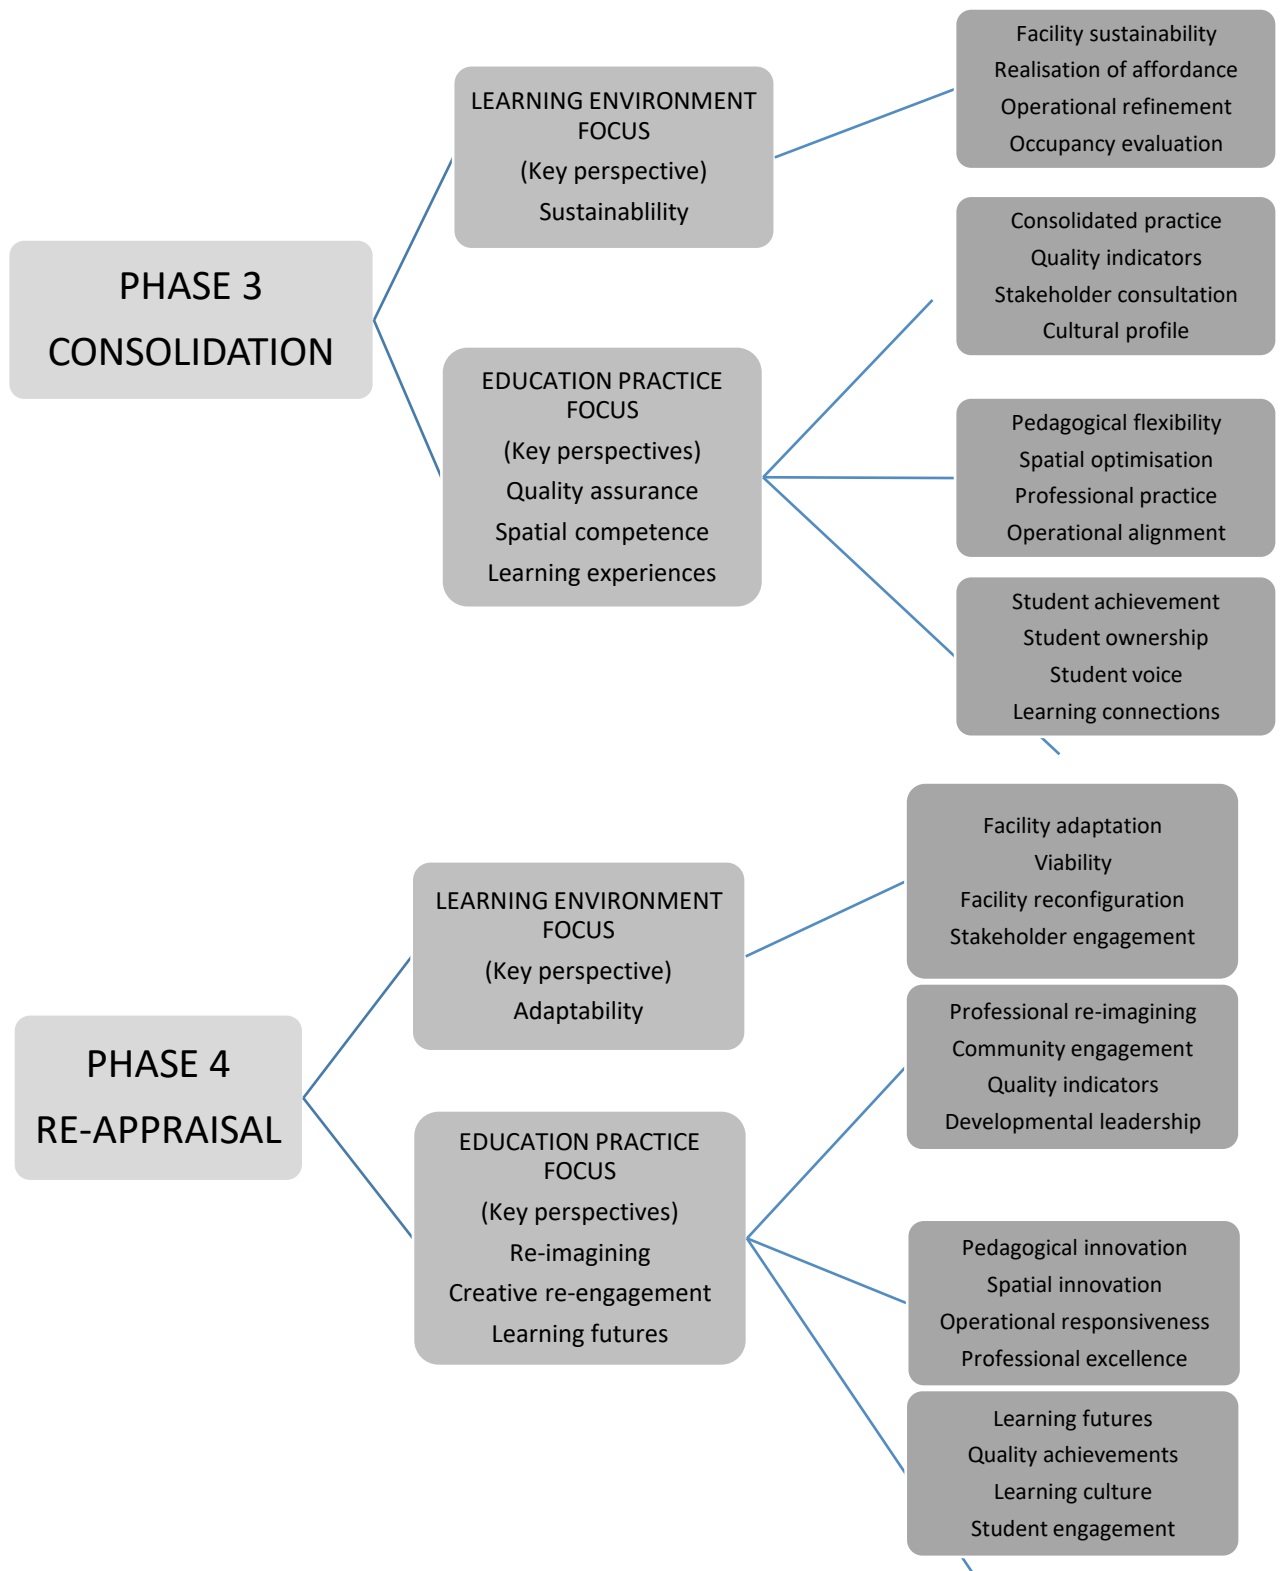 PHASE 3
CONSOLIDATION
LEARNING ENVIRONMENT
FOCUS
(Key perspective)
Sustainablility
Facility sustainability
Realisation of affordance
Operational refinement
Occupancy evaluation
EDUCATION PRACTICE
FOCUS
(Key perspectives)
Quality assurance
Spatial competence
Learning experiences
Consolidated practice
Quality indicators
Stakeholder consultation
Cultural profile
Pedagogical flexibility
Spatial optimisation
Professional practice
Operational alignment
Student achievement
Student ownership
Student voice
Learning connections
PHASE 4
RE-APPRAISAL
LEARNING ENVIRONMENT
FOCUS
(Key perspective)
Adaptability
Facility adaptation
Viability
Facility reconfiguration
Stakeholder engagement
EDUCATION PRACTICE
FOCUS
(Key perspectives)
Re-imagining
Creative re-engagement
Learning futures
Professional re-imagining
Community engagement
Quality indicators
Developmental leadership
Pedagogical innovation
Spatial innovation
Operational responsiveness
Professional excellence
Learning futures
Quality achievements
Learning culture
Student engagement